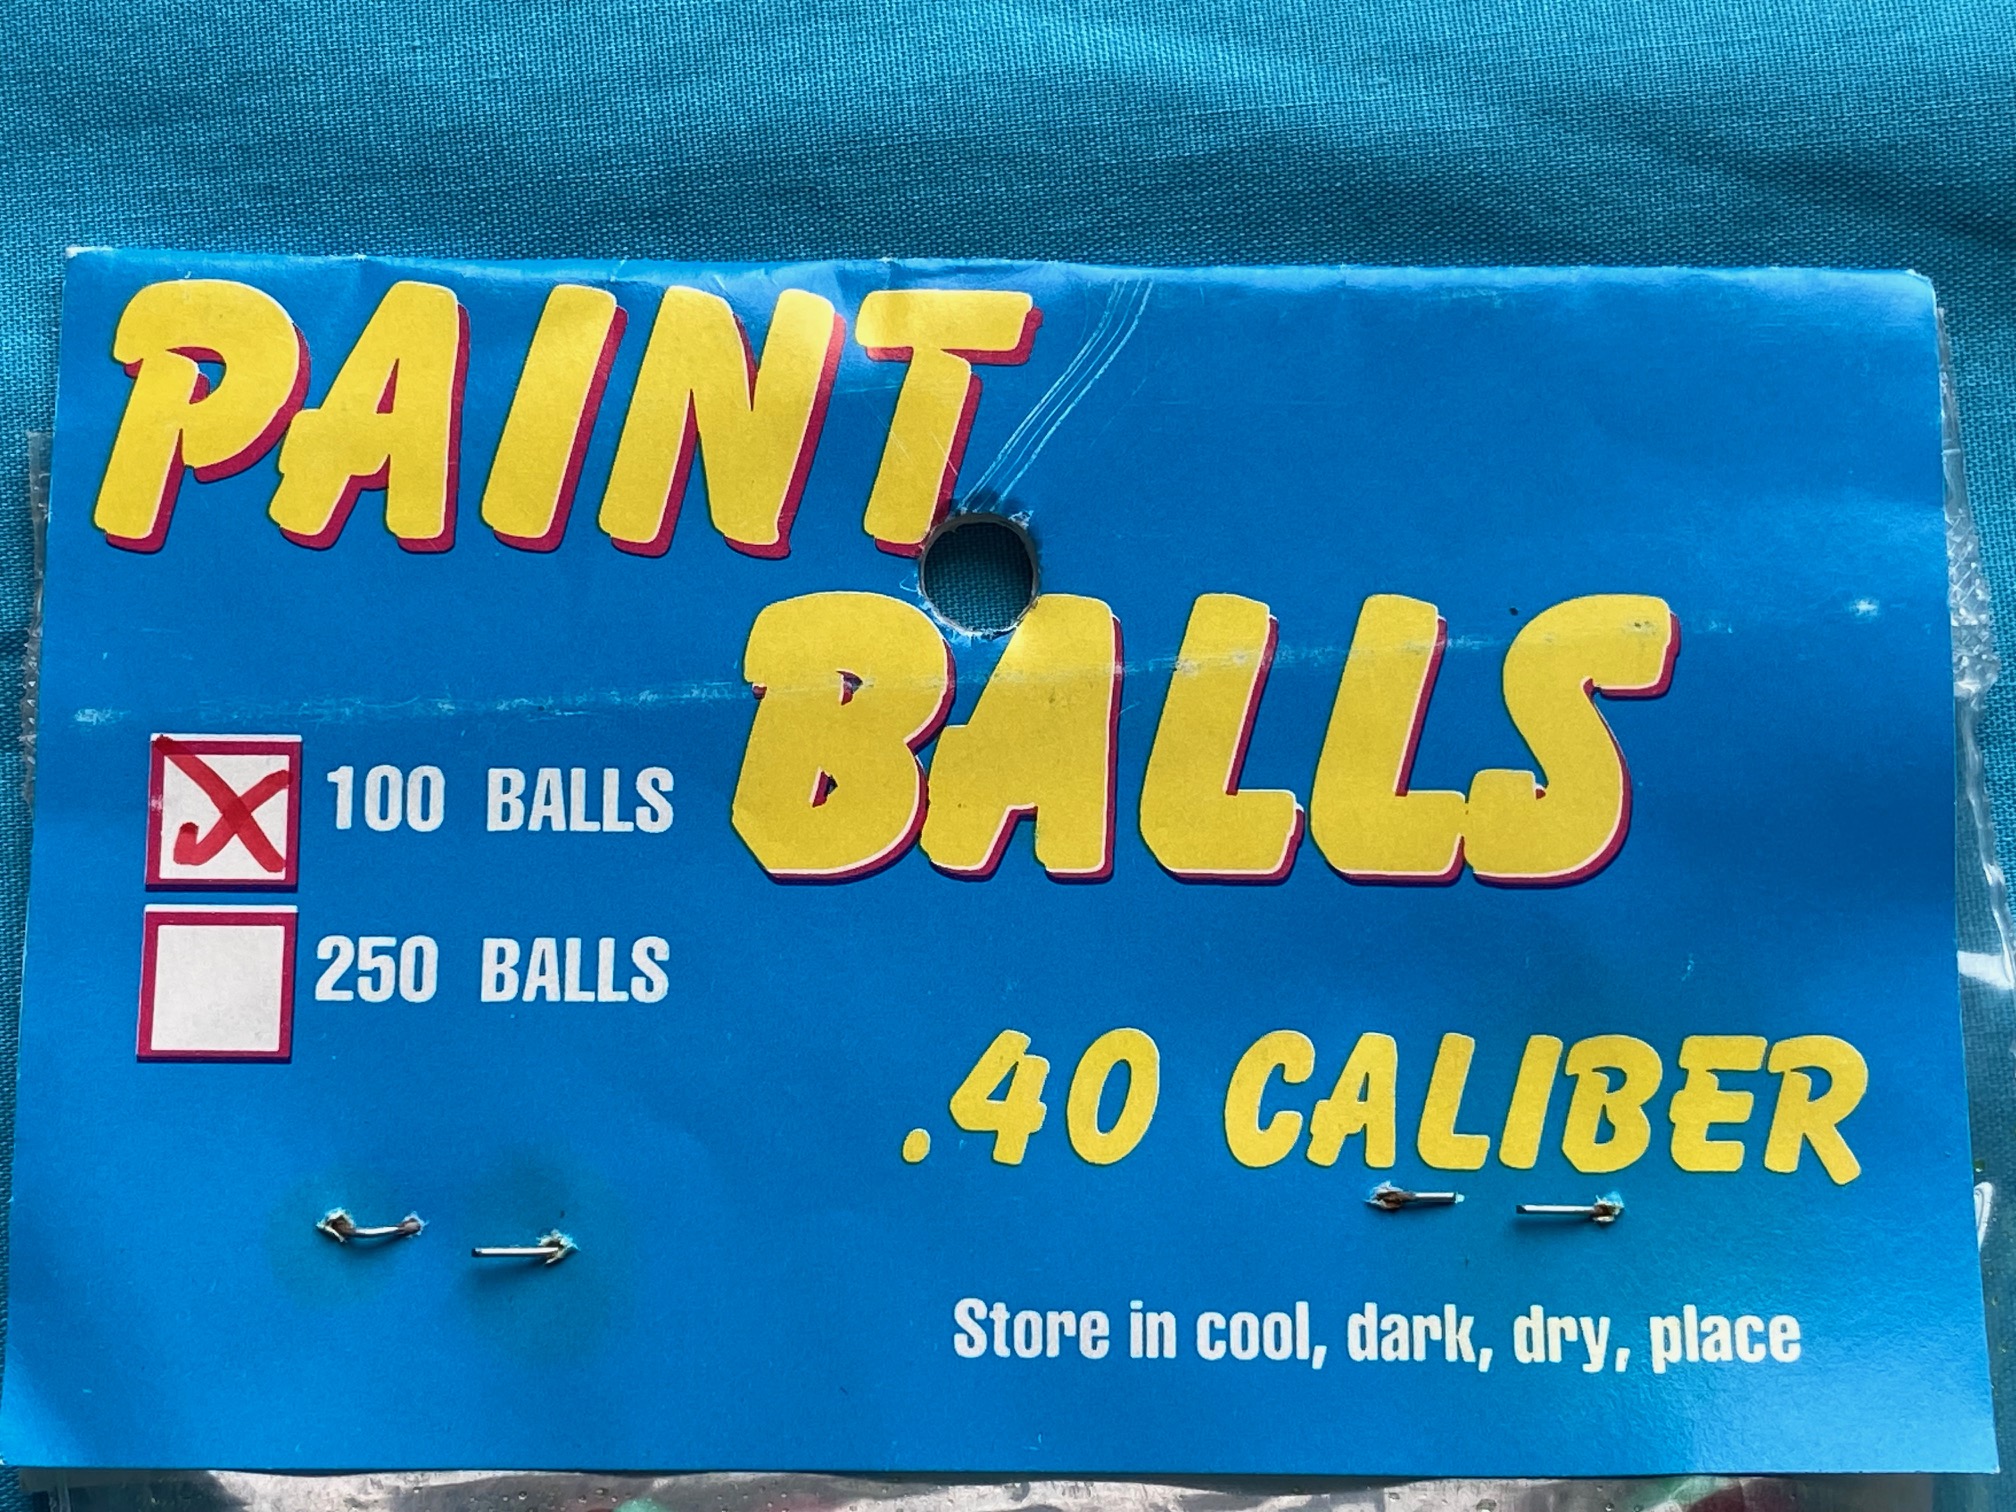 PAINT
BALLS
100 BALLS
250 BALLS
.40 CALIBER
Store in cool, dark, dry, place